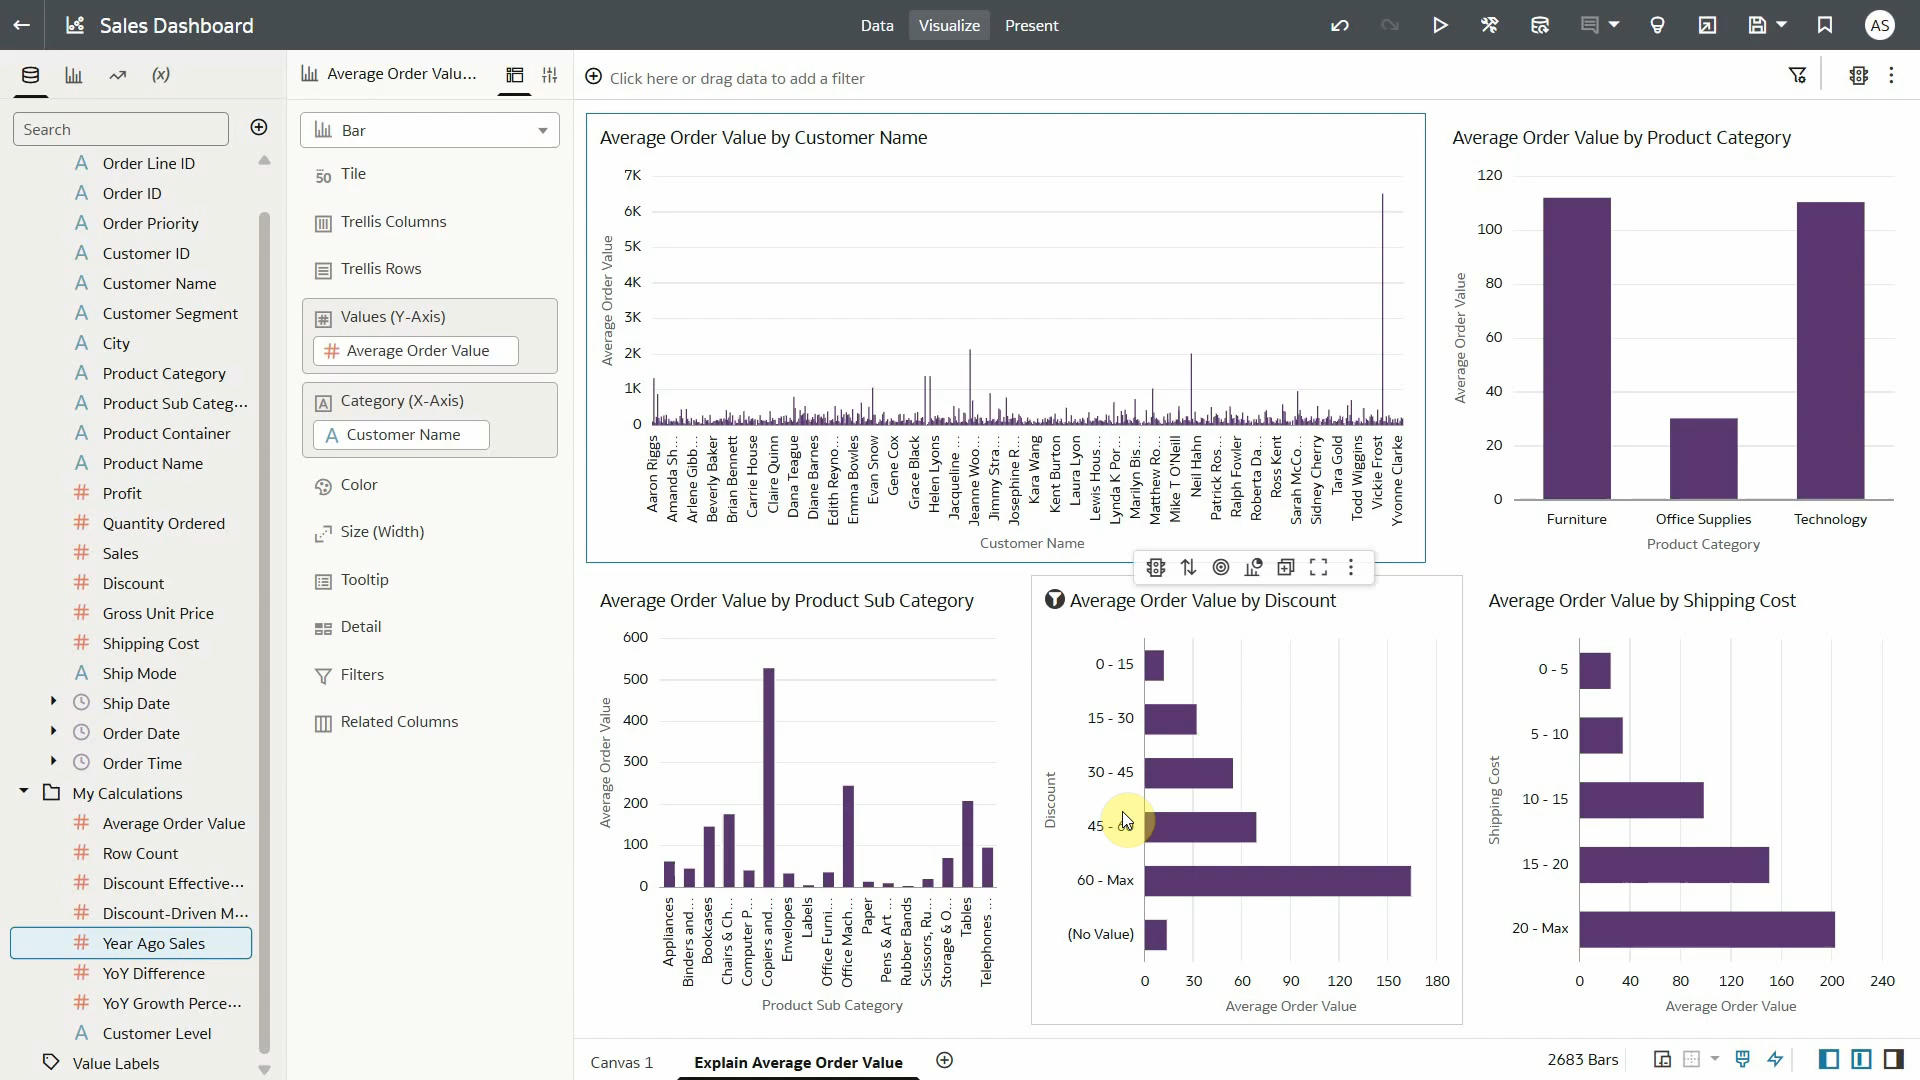 Sales Dashboard
Data
Visualize
Present
AS
(x)
Search
Order Line ID
Order ID
Order Priority
Customer ID
Customer Name
Customer Segment
City
Product Category
Product Sub Categ...
Product Container
Product Name
Profit
Quantity Ordered
Sales
Discount
Gross Unit Price
Shipping Cost
Ship Mode
Ship Date
Order Date
Order Time
My Calculations
Average Order Value
Row Count
Discount Effective...
Discount-Driven M...
Year Ago Sales
YoY Difference
YoY Growth Perce...
Customer Level
Value Labels
Average Order Valu...
Bar
50
Tile
Trellis Columns
Trellis Rows
Values (Y-Axis)
Average Order Value
Category (X-Axis)
Customer Name
Color
Size (Width)
Tooltip
Detail
Filters
Related Columns
Click here or drag data to add a filter
Average Order Value by Customer Name
Average Order Value
7K
6K
5K
4K
3K
2K
1K
0
Aaron Riggs
Amanda Sh...
Arlene Gibb...
Beverly Baker
Brian Bennett
Carrie House
Claire Quinn
Dana Teague
Diane Barnes
Edith Reyno...
Emma Bowles
Evan Snow
Gene Cox
Grace Black
Helen Lyons
Jacqueline ...
Jeanne Woo...
Jimmy Stra...
Josephine R...
Kara Wang
Kent Burton
Laura Lyon
Lewis Hous...
Lynda K Por...
Marilyn Bis...
Matthew Ro...
Mike T O'Neill
Neil Hahn
Patrick Ros...
Ralph Fowler
Roberta Da...
Ross Kent
Sarah McCo...
Sidney Cherry
Tara Gold
Todd Wiggins
Vickie Frost
Yvonne Clarke
Customer Name
Average Order Value by Product Category
Average Order Value
120
100
80
60
40
20
0
Furniture
Office Supplies
Technology
Product Category
Average Order Value by Product Sub Category
Average Order Value
600
500
400
300
200
100
0
Appliances
Binders and...
Bookcases
Chairs & Ch...
Computer P...
Copiers and...
Envelopes
Labels
Office Furni...
Office Mach...
Paper
Pens & Art ...
Rubber Bands
Scissors, Ru...
Storage & O...
Tables
Telephones ...
Product Sub Category
Average Order Value by Discount
Discount
0 - 15
15 - 30
30 - 45
45 - 60
60 - Max
(No Value)
0
30
60
90
120
150
180
Average Order Value
Average Order Value by Shipping Cost
Shipping Cost
0 - 5
5 - 10
10 - 15
15 - 20
20 - Max
0
40
80
120
160
200
240
Average Order Value
Canvas 1
Explain Average Order Value
2683 Bars